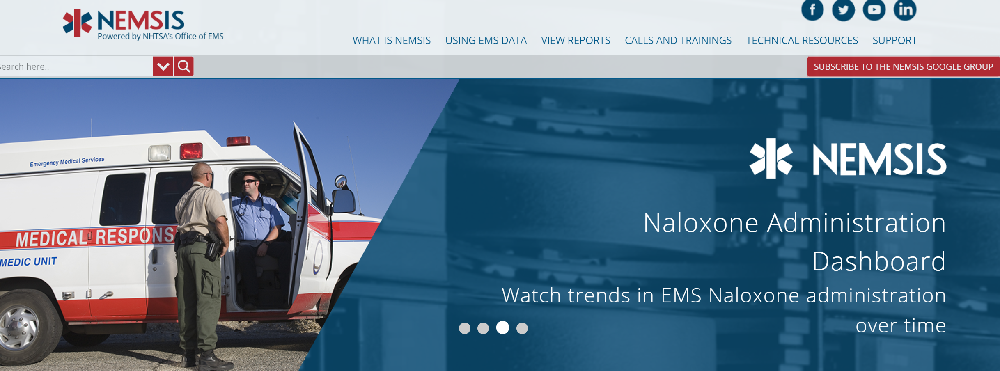 NEMSIS
Powered by NHTSA's Office of EMS
WHAT IS NEMSIS USING EMS DATA VIEW REPORTS CALLS AND TRAININGS TECHNICAL RESOURCES SUPPORT
Search here..
SUBSCRIBE TO THE NEMSIS GOOGLE GROUP
Emergency Medical Services
MEDICAL RESPONS
MEDIC UNIT
NEMSIS
Naloxone Administration
Dashboard
Watch trends in EMS Naloxone administration
over time